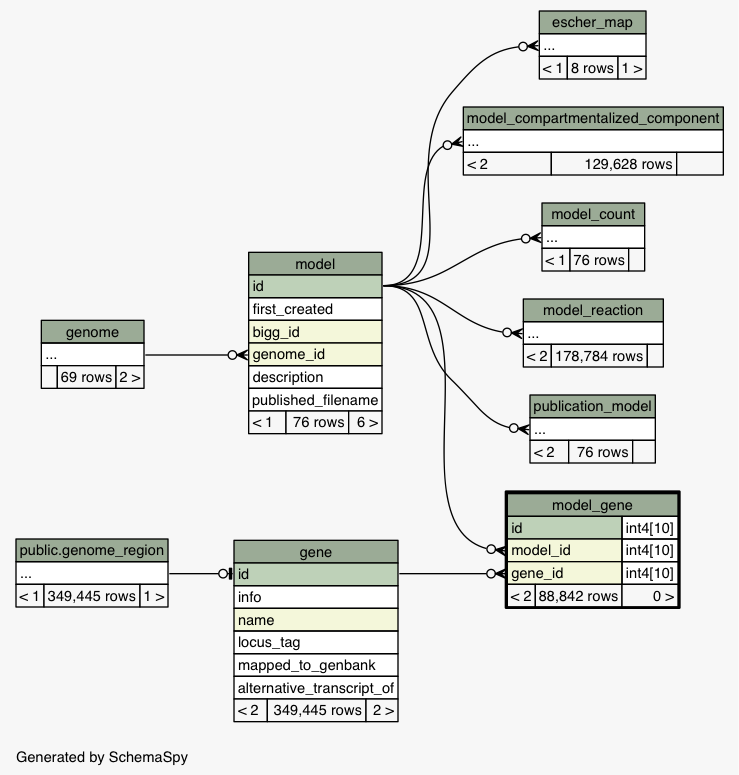 escher_map
...
< 1 8 rows 1 >
model_compartmentalized_component
...
< 2 129,628 rows
model_count
...
< 1 76 rows
model
id
first_created
bigg_id
genome_id
description
published_filename
< 1 76 rows 6 >
genome
...
69 rows 2 >
model_reaction
...
< 2 178,784 rows
publication_model
...
< 2 76 rows
model_gene
id int4[10]
model_id int4[10]
gene_id int4[10]
< 2 88,842 rows 0 >
public.genome_region
...
< 1 349,445 rows 1 >
gene
id
info
name
locus_tag
mapped_to_genbank
alternative_transcript_of
< 2 349,445 rows 2 >
Generated by SchemaSpy